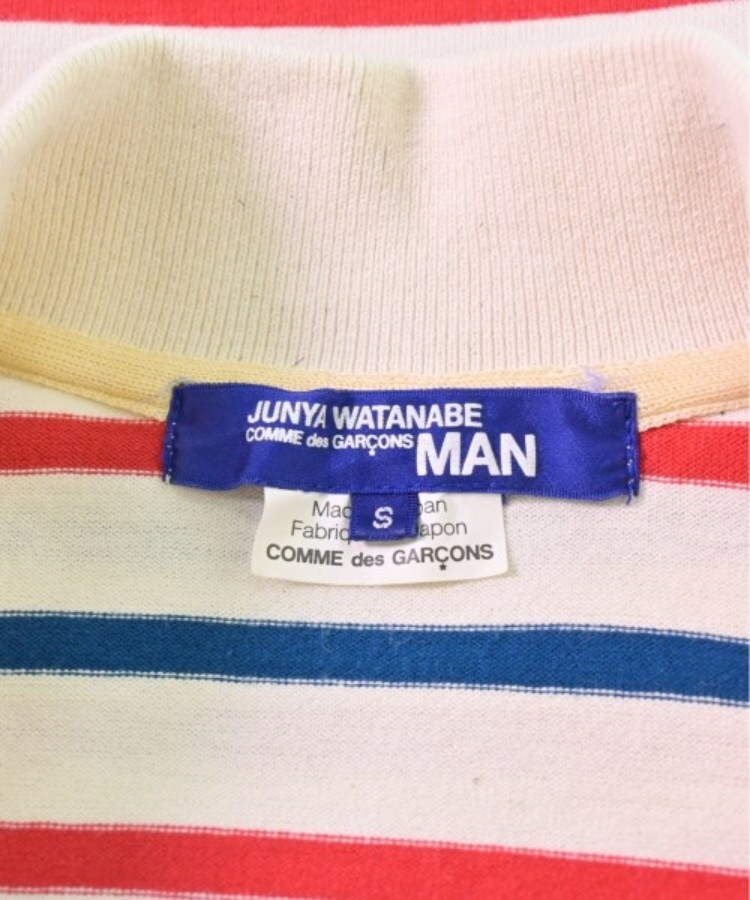 JUNYA WATANABE
COMME des GARÇONS MAN
S
COMME des GARÇONS